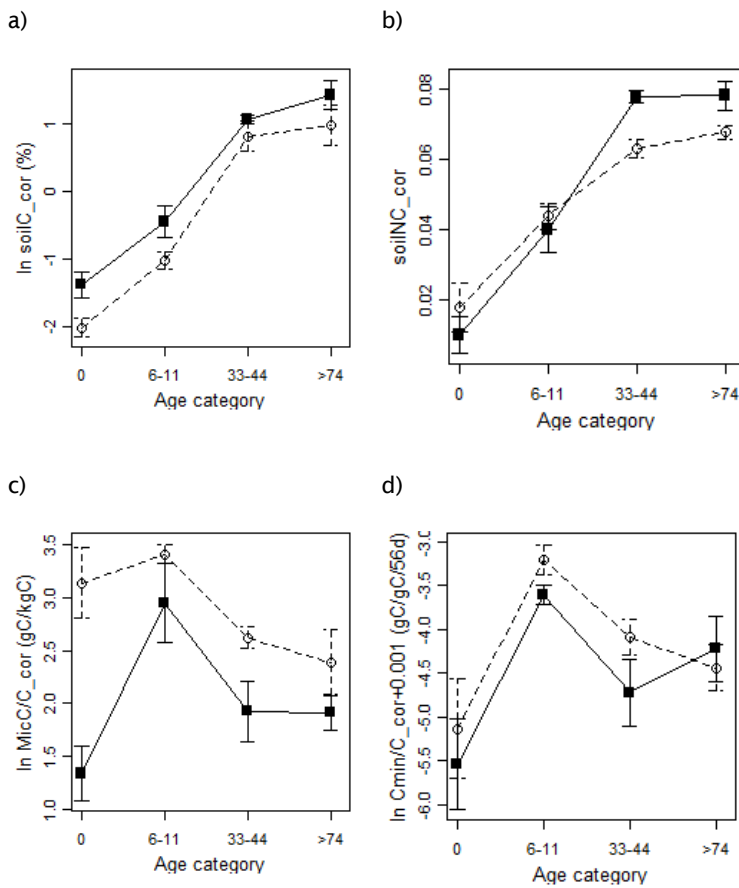 a)
ln soilC_cor (%)
1
0
-1
-2
0 6-11 33-44 >74
Age category
b)
soilNC_cor
0.08
0.06
0.04
0.02
0 6-11 33-44 >74
Age category
c)
ln MicC/C_cor (gC/kgC)
3.5
3.0
2.5
2.0
1.5
1.0
0 6-11 33-44 >74
Age category
d)
ln Cmin/C_cor+0.001 (gC/gC/56d)
-3.0
-3.5
-4.0
-4.5
-5.0
-5.5
-6.0
0 6-11 33-44 >74
Age category